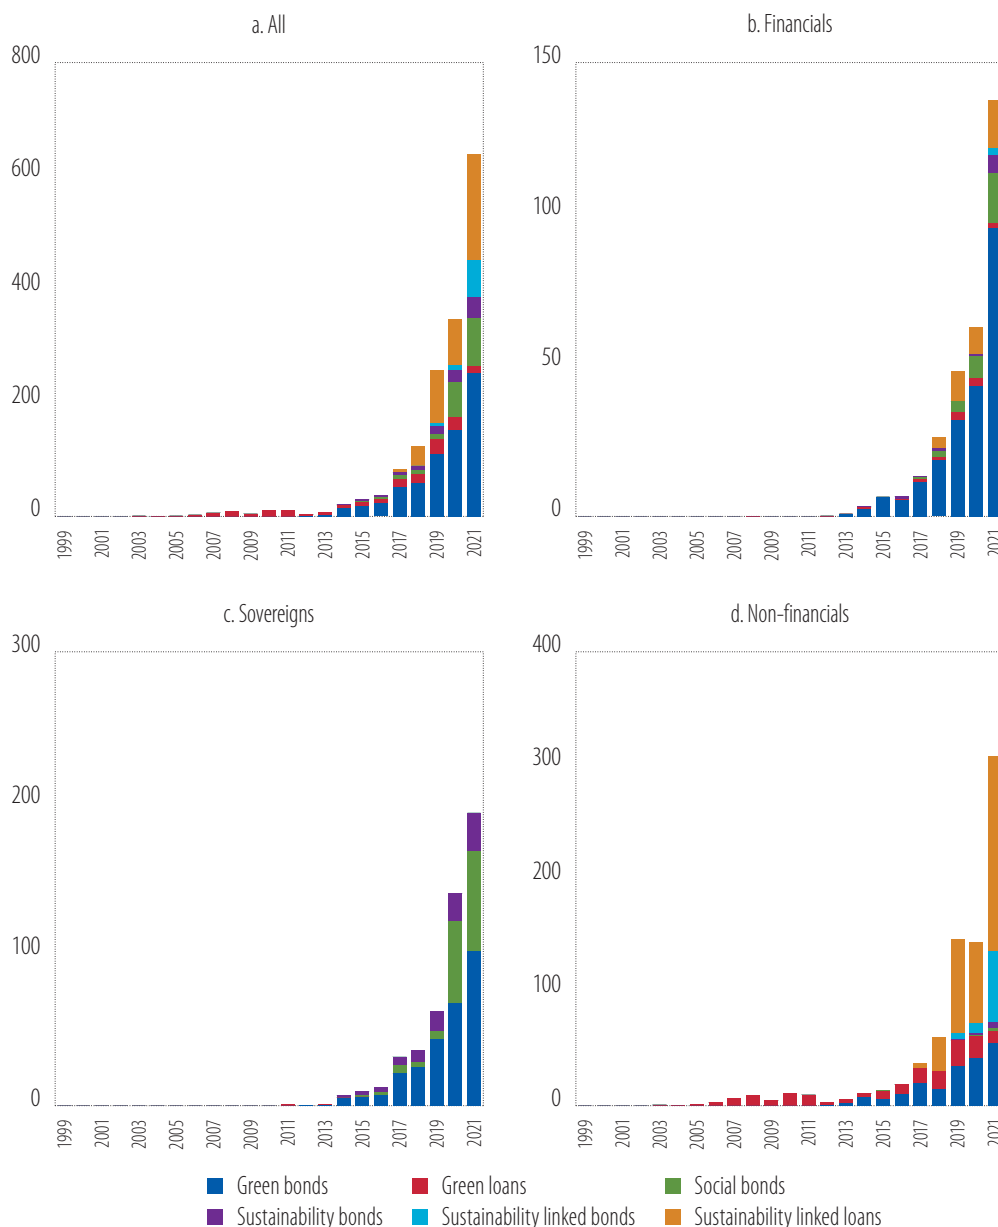 a. All
800
600
400
200
0
1999 2001 2003 2005 2007 2009 2011 2013 2015 2017 2019 2021
b. Financials
150
100
50
0
1999 2001 2003 2005 2007 2009 2011 2013 2015 2017 2019 2021
c. Sovereigns
300
200
100
0
1999 2001 2003 2005 2007 2009 2011 2013 2015 2017 2019 2021
d. Non-financials
400
300
200
100
0
1999 2001 2003 2005 2007 2009 2011 2013 2015 2017 2019 2021
Green bonds Green loans Social bonds
Sustainability bonds Sustainability linked bonds Sustainability linked loans